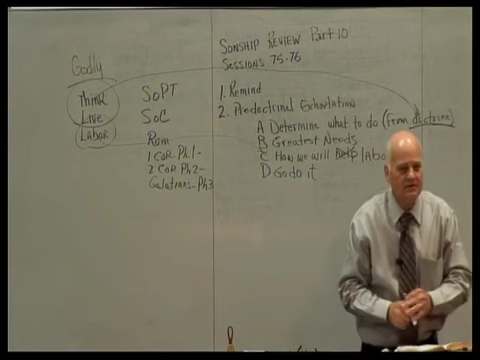 Sonship Review Part 10
Sessions 75-76
Godly
Think SoPT
Live SoC
Labor Rom
1 Cor - Ph.1-
2 Cor Ph2-
Galatians - Ph3
1. Remind
2. Predoctrinal Exhortation
A Determine what to do (From doctrine)
B Greatest Needs
C How we will labo
D Go do it